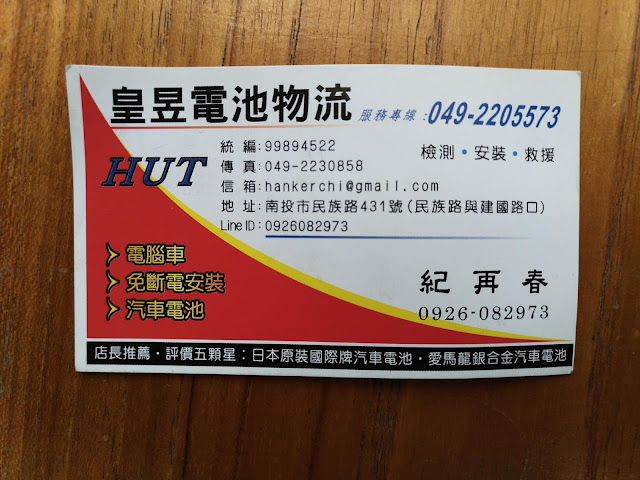 皇昱電池物流 服務專線:049-2205573
HUT
統編:99894522
傳真:049-2230858
信箱:hankerchi@gmail.com
地址:南投市民族路431號(民族路與建國路口)
Line ID:0926082973
檢測・安裝・救援
電腦車
免斷電安裝
汽車電池
紀再春
0926-082973
店長推薦・評價五顆星:日本原裝國際牌汽車電池・愛馬龍銀合金汽車電池